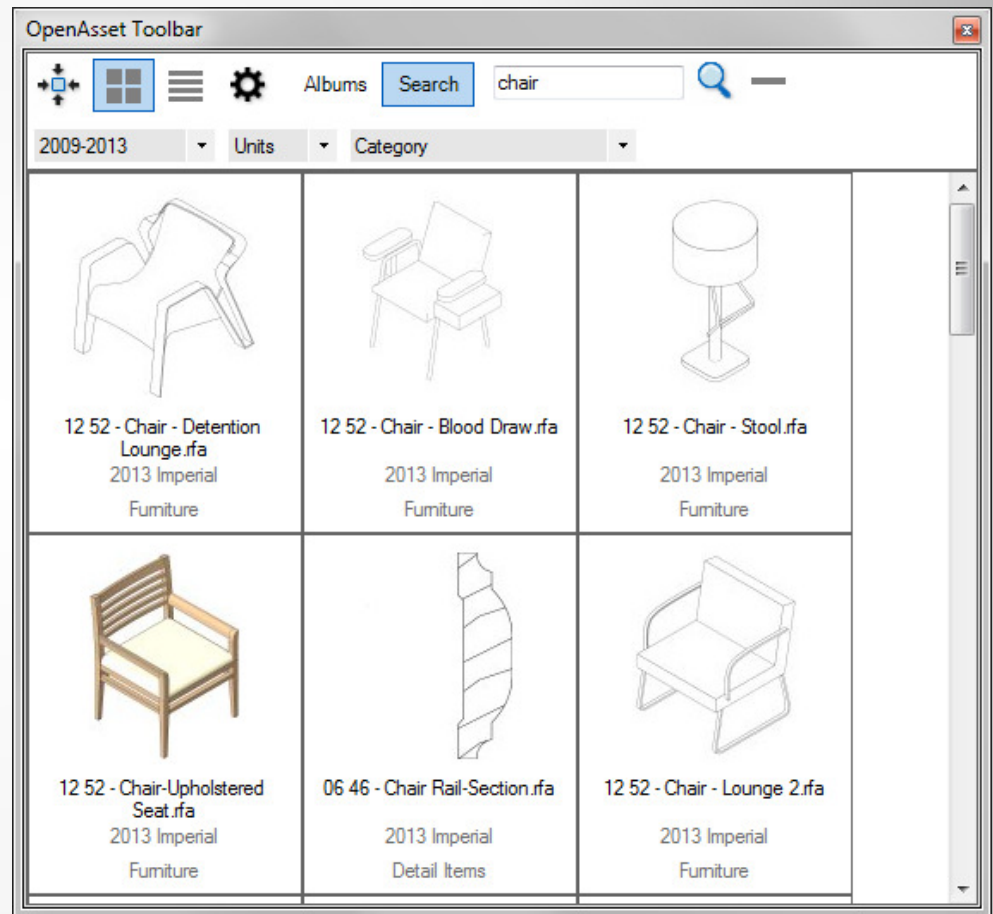 OpenAsset Toolbar
Albums Search chair
2009-2013 Units Category
12 52 - Chair - Detention
Lounge.rfa
2013 Imperial
Furniture
12 52 - Chair - Blood Draw.rfa
2013 Imperial
Furniture
12 52 - Chair - Stool.rfa
2013 Imperial
Furniture
12 52 - Chair-Upholstered
Seat.rfa
2013 Imperial
Furniture
06 46 - Chair Rail-Section.rfa
2013 Imperial
Detail Items
12 52 - Chair - Lounge 2.rfa
2013 Imperial
Furniture